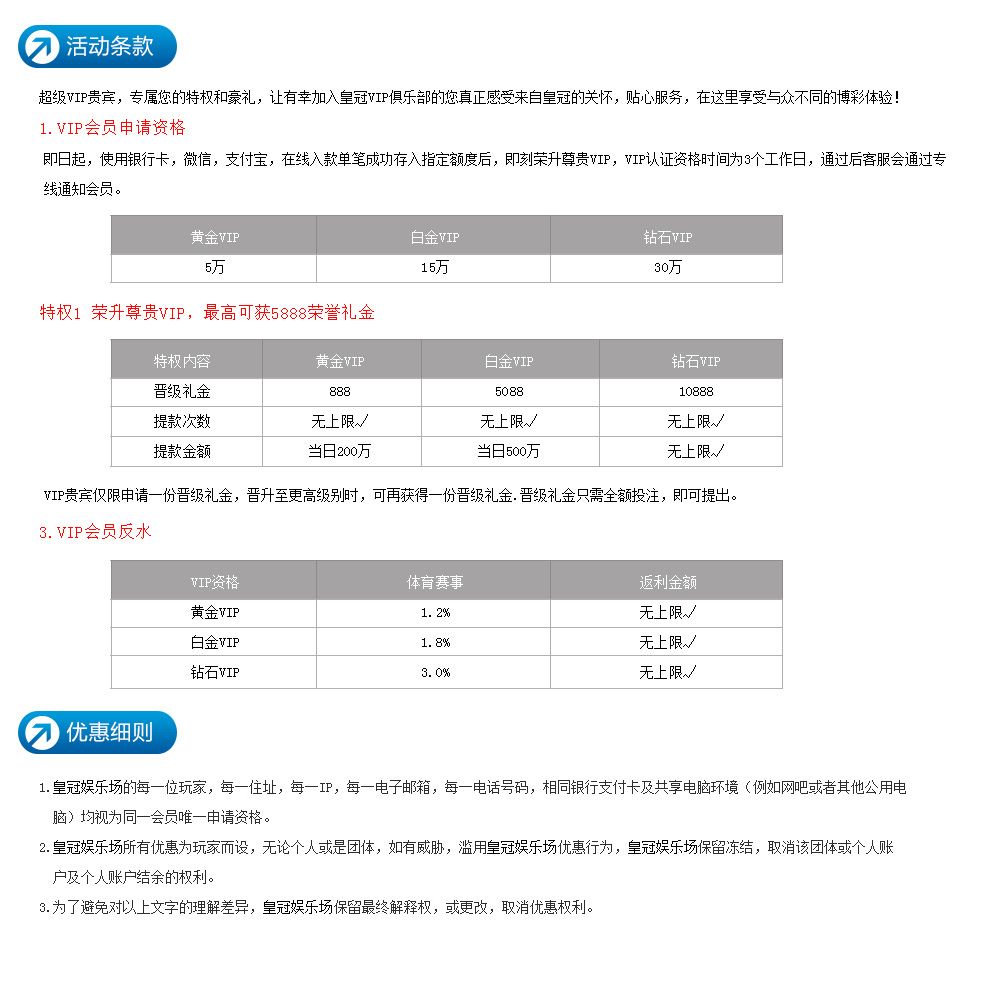 活动条款
超级VIP贵宾，专属您的特权和豪礼，让有幸加入皇冠VIP俱乐部的您真正感受来自皇冠的关怀，贴心服务，在这里享受与众不同的博彩体验！
1.VIP会员申请资格
即日起，使用银行卡，微信，支付宝，在线入款单笔成功存入指定额度后，即刻荣升尊贵VIP，VIP认证资格时间为3个工作日，通过后客服会通过专
线通知会员。
黄金VIP 白金VIP 钻石VIP
5万 15万 30万
特权1 荣升尊贵VIP，最高可获5888荣誉礼金
特权内容 黄金VIP 白金VIP 钻石VIP
晋级礼金 888 5088 10888
提款次数 无上限√ 无上限√ 无上限√
提款金额 当日200万 当日500万 无上限√
VIP贵宾仅限申请一份晋级礼金，晋升至更高级别时，可再获得一份晋级礼金.晋级礼金只需全额投注，即可提出。
3.VIP会员反水
VIP资格 体育赛事 返利金额
黄金VIP 1.2% 无上限√
白金VIP 1.8% 无上限√
钻石VIP 3.0% 无上限√
优惠细则
1.皇冠娱乐场的每一位玩家，每一住址，每一IP，每一电子邮箱，每一电话号码，相同银行支付卡及共享电脑环境（例如网吧或者其他公用电
脑）均视为同一会员唯一申请资格。
2.皇冠娱乐场所有优惠为玩家而设，无论个人或是团体，如有威胁，滥用皇冠娱乐场优惠行为，皇冠娱乐场保留冻结，取消该团体或个人账
户及个人账户结余的权利。
3.为了避免对以上文字的理解差异，皇冠娱乐场保留最终解释权，或更改，取消优惠权利。